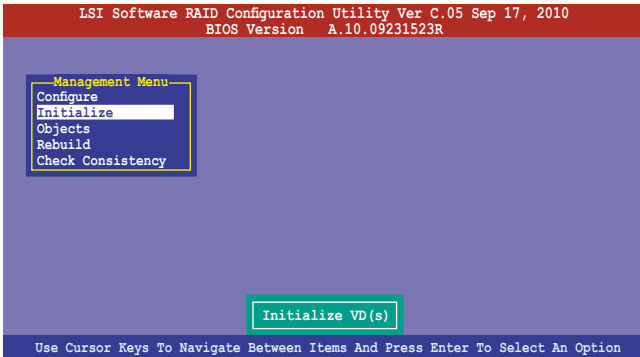 LSI Software RAID Configuration Utility Ver C.05 Sep 17, 2010
BIOS Version A.10.09231523R
Management Menu
Configure
Initialize
Objects
Rebuild
Check Consistency
Initialize VD(s)
Use Cursor Keys To Navigate Between Items And Press Enter To Select An Option